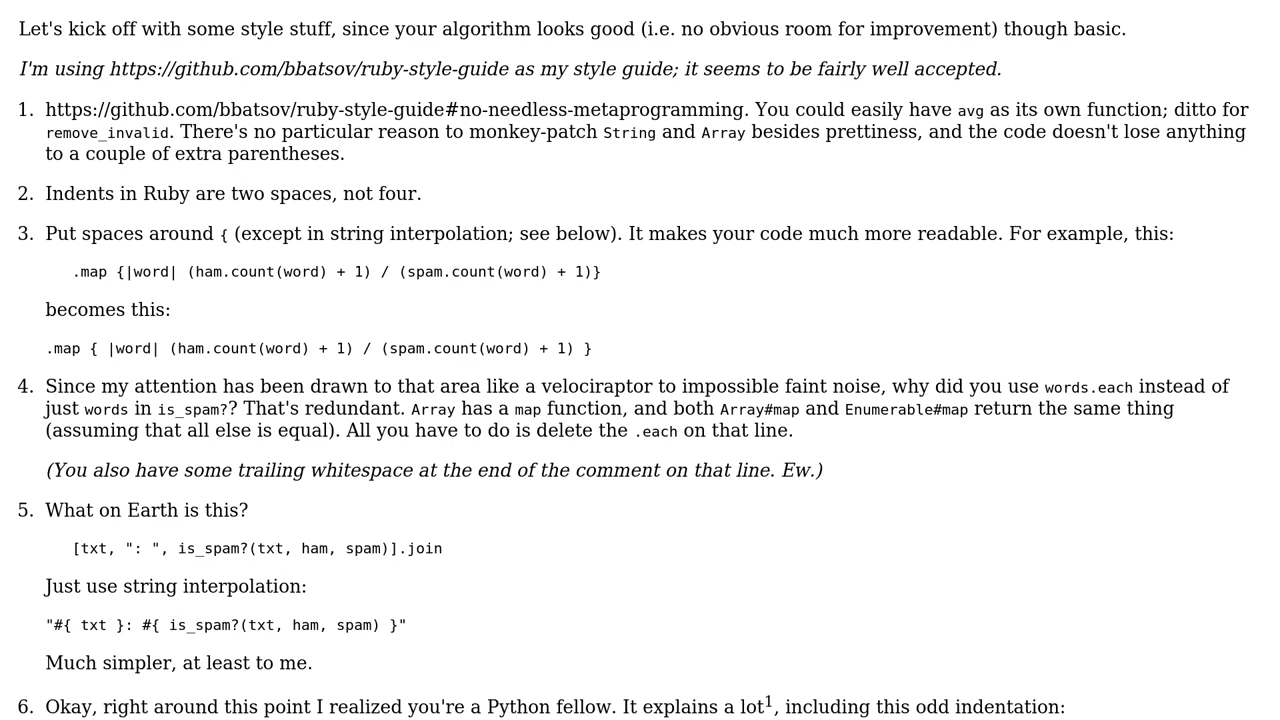 Let's kick off with some style stuff, since your algorithm looks good (i.e. no obvious room for improvement) though basic.
I'm using https://github.com/bbatsov/ruby-style-guide as my style guide; it seems to be fairly well accepted.
1. https://github.com/bbatsov/ruby-style-guide#no-needless-metaprogramming. You could easily have avg as its own function; ditto for
remove_invalid. There's no particular reason to monkey-patch String and Array besides prettiness, and the code doesn't lose anything
to a couple of extra parentheses.
2. Indents in Ruby are two spaces, not four.
3. Put spaces around { (except in string interpolation; see below). It makes your code much more readable. For example, this:
.map {|word| (ham.count(word) + 1) / (spam.count(word) + 1)}
becomes this:
.map { |word| (ham.count(word) + 1) / (spam.count(word) + 1) }
4. Since my attention has been drawn to that area like a velociraptor to impossible faint noise, why did you use words.each instead of
just words in is_spam?? That's redundant. Array has a map function, and both Array#map and Enumerable#map return the same thing
(assuming that all else is equal). All you have to do is delete the .each on that line.
(You also have some trailing whitespace at the end of the comment on that line. Ew.)
5. What on Earth is this?
[txt, ": ", is_spam?(txt, ham, spam)].join
Just use string interpolation:
"#{ txt }: #{ is_spam?(txt, ham, spam) }"
Much simpler, at least to me.
6. Okay, right around this point I realized you're a Python fellow. It explains a lot1, including this odd indentation: